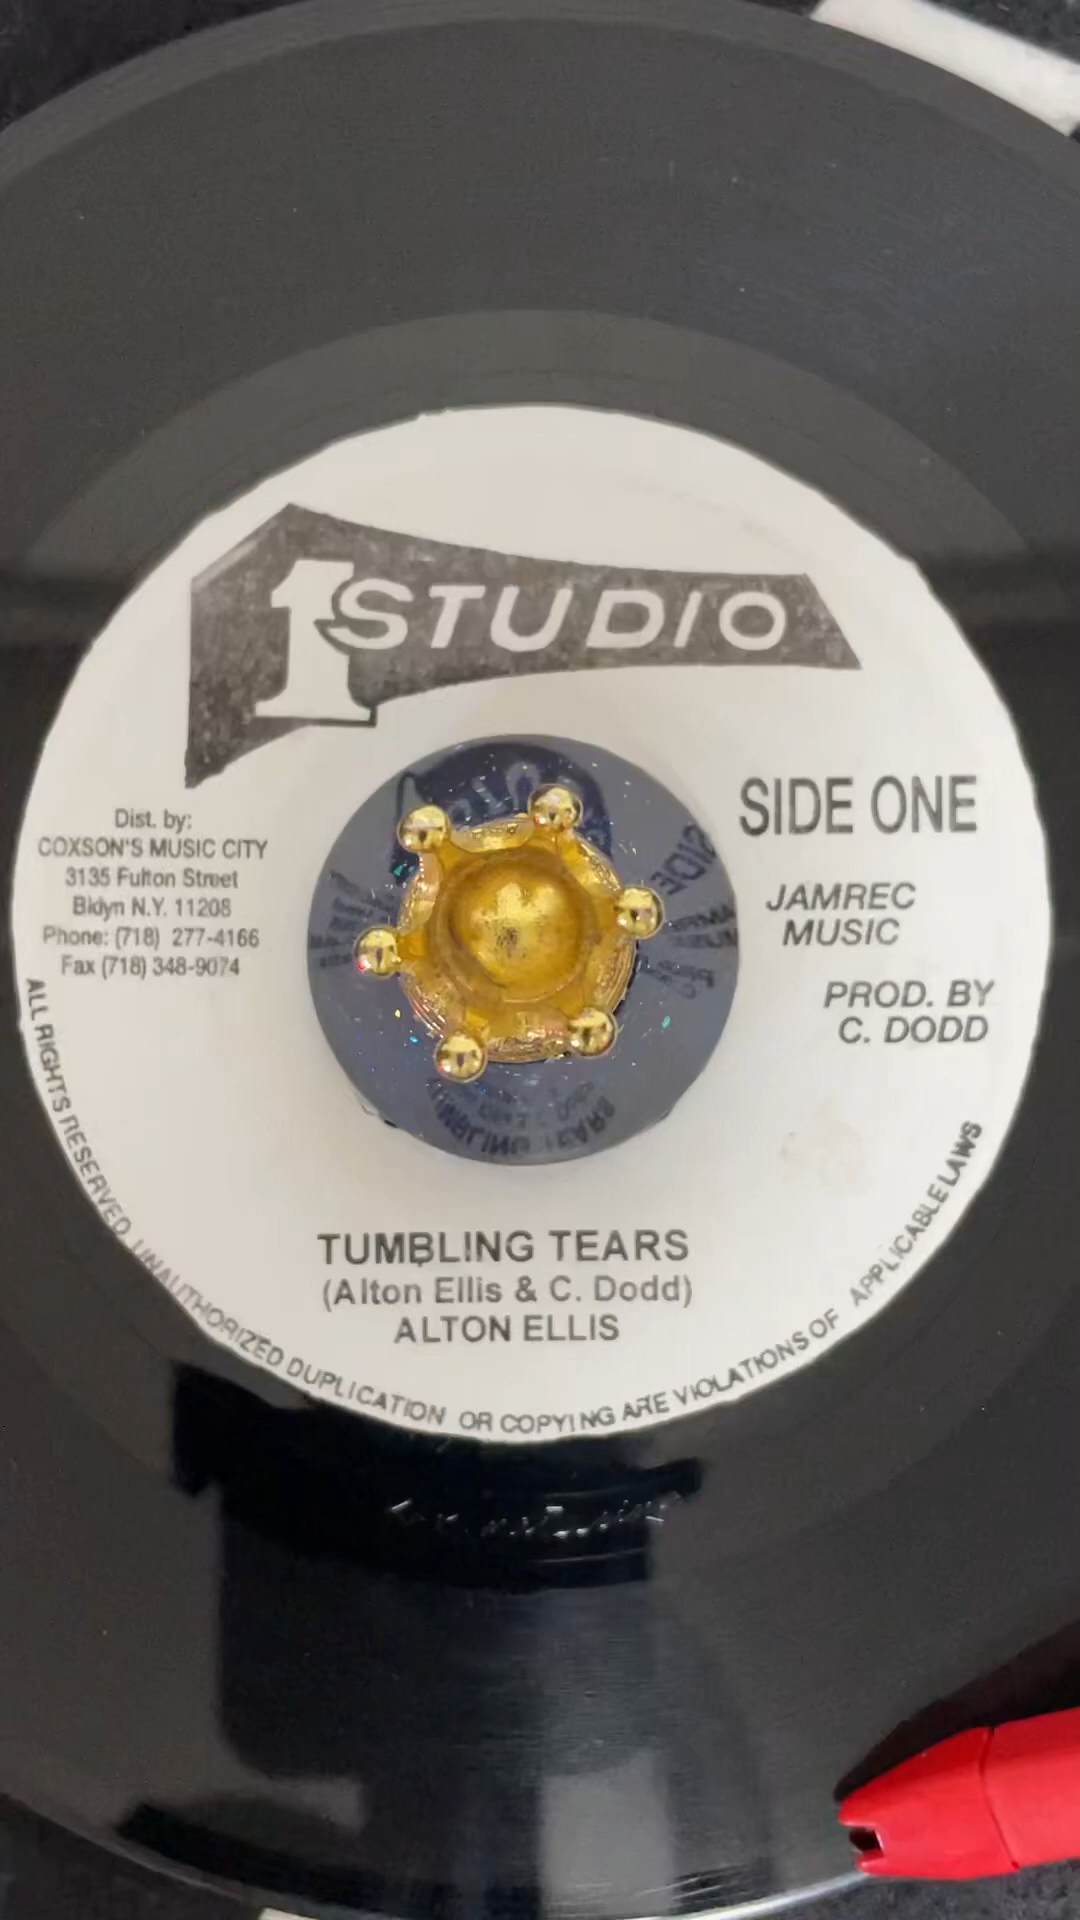 1 STUDIO
SIDE ONE
Dist. by:
COXSON'S MUSIC CITY
3135 Fulton Street
Bklyn N.Y. 11208
Phone: (718) 277-4166
Fax (718) 348-9074
JAMREC
MUSIC
PROD. BY
C. DODD
TUMBLING TEARS
(Alton Ellis & C. Dodd)
ALTON ELLIS
ALL RIGHTS RESERVED. UNAUTHORIZED DUPLICATION OR COPYING ARE VIOLATIONS OF APPLICABLE LAWS